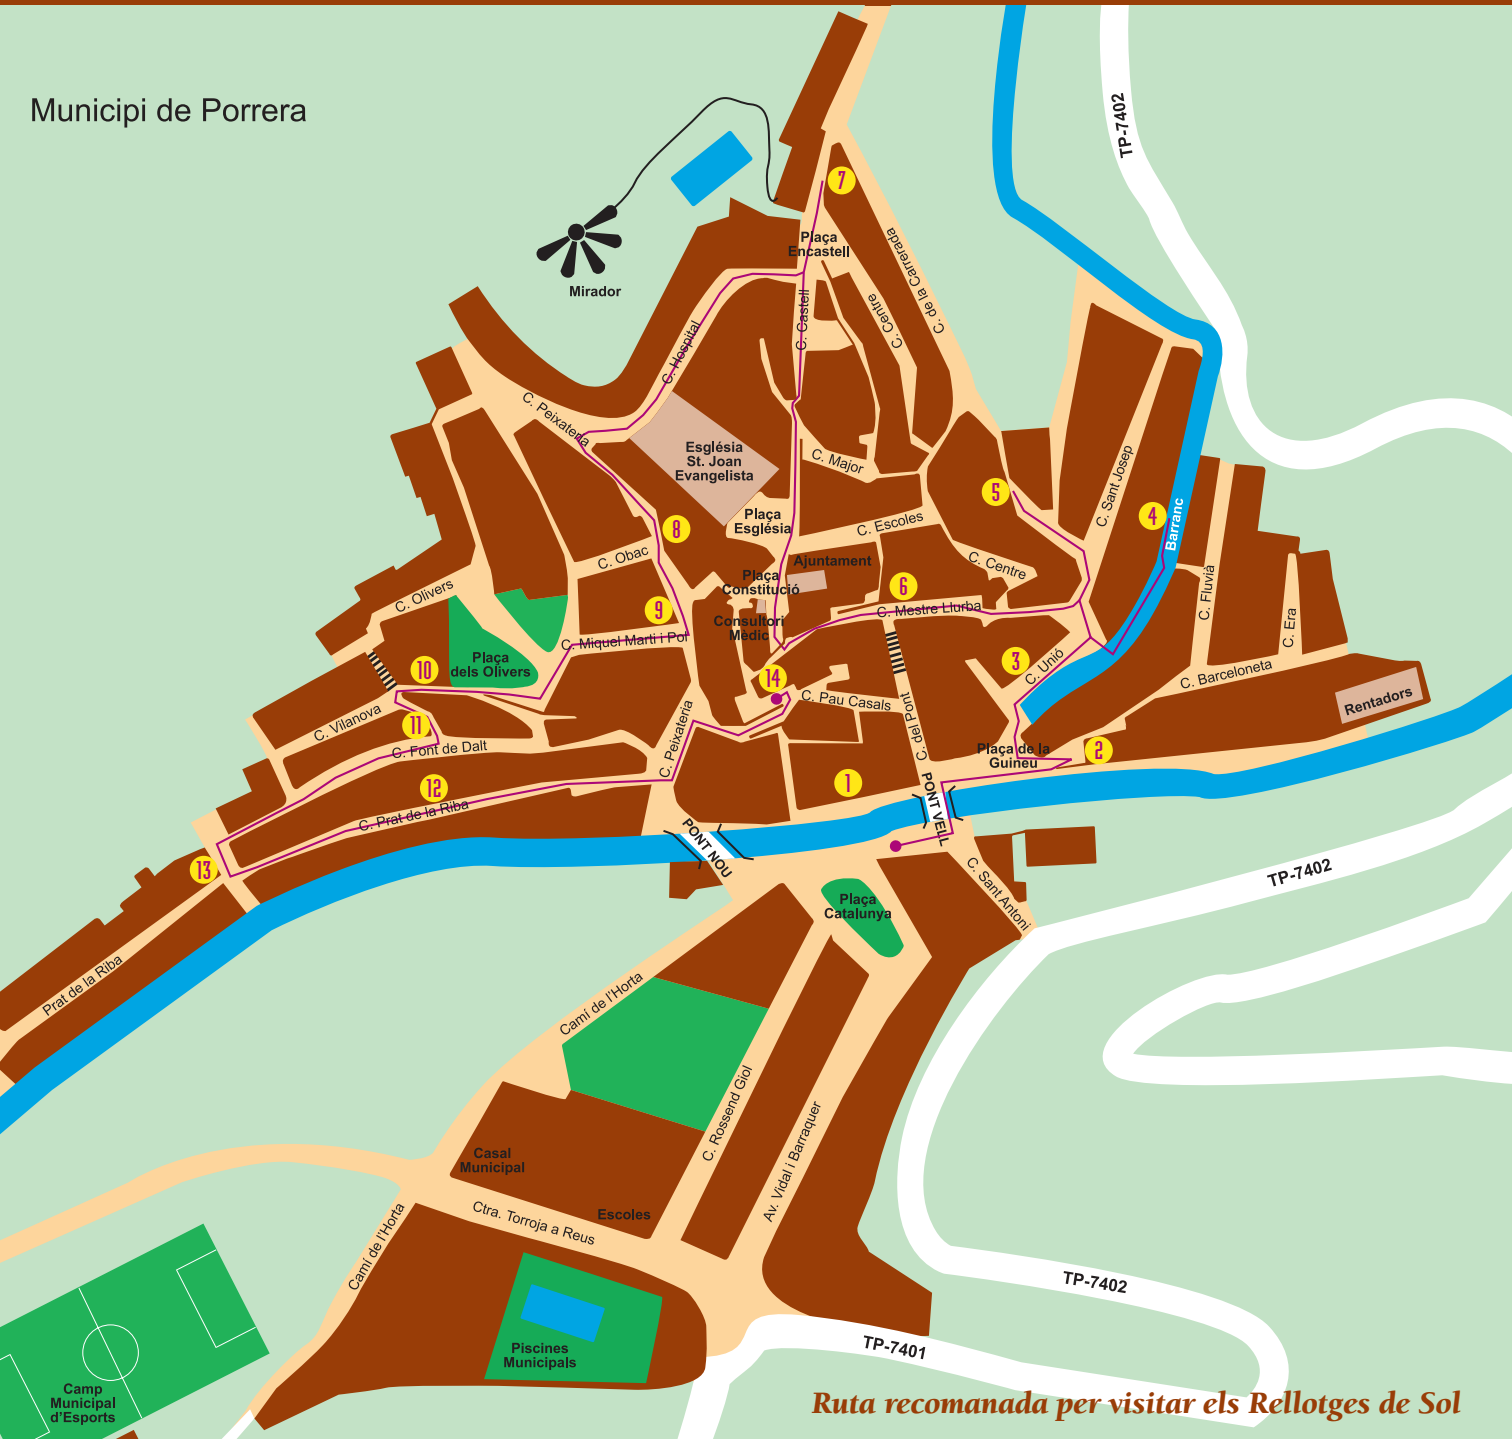 Municipi de Porrera
TP-7402
Mirador
7
Plaça
Encastell
C. de la Carrerada
C. Centre
C. Castell
C. Hospital
C. Peixateria
Església
St. Joan
Evangelista
C. Major
5
C. Sant Josep
4
Barranc
Plaça
Església
8
C. Escoles
C. Obac
Ajuntament
C. Centre
Plaça
Constitució
6
C. Mestre Llurba
C. Fluvià
C. Era
C. Olivers
9
Consultori
Mèdic
C. Miquel Marti i Pol
Plaça
dels Olivers
10
14
3
C. Unió
C. Barceloneta
Rentadors
C. Pau Casals
C. Vilanova
11
C. Font de Dalt
C. Peixateria
C. del Pont
Plaça de la
Guineu
2
12
1
C. Prat de la Riba
PONT VELL
PONT NOU
13
C. Sant Antoni
TP-7402
Plaça
Catalunya
Prat de la Riba
Camí de l'Horta
C. Rossend Giol
Av. Vidal i Barraquer
Casal
Municipal
Escoles
Ctra. Torroja a Reus
Camí de l'Horta
TP-7402
TP-7401
Piscines
Municipals
Camp
Municipal
d'Esports
Ruta recomanada per visitar els Rellotges de Sol